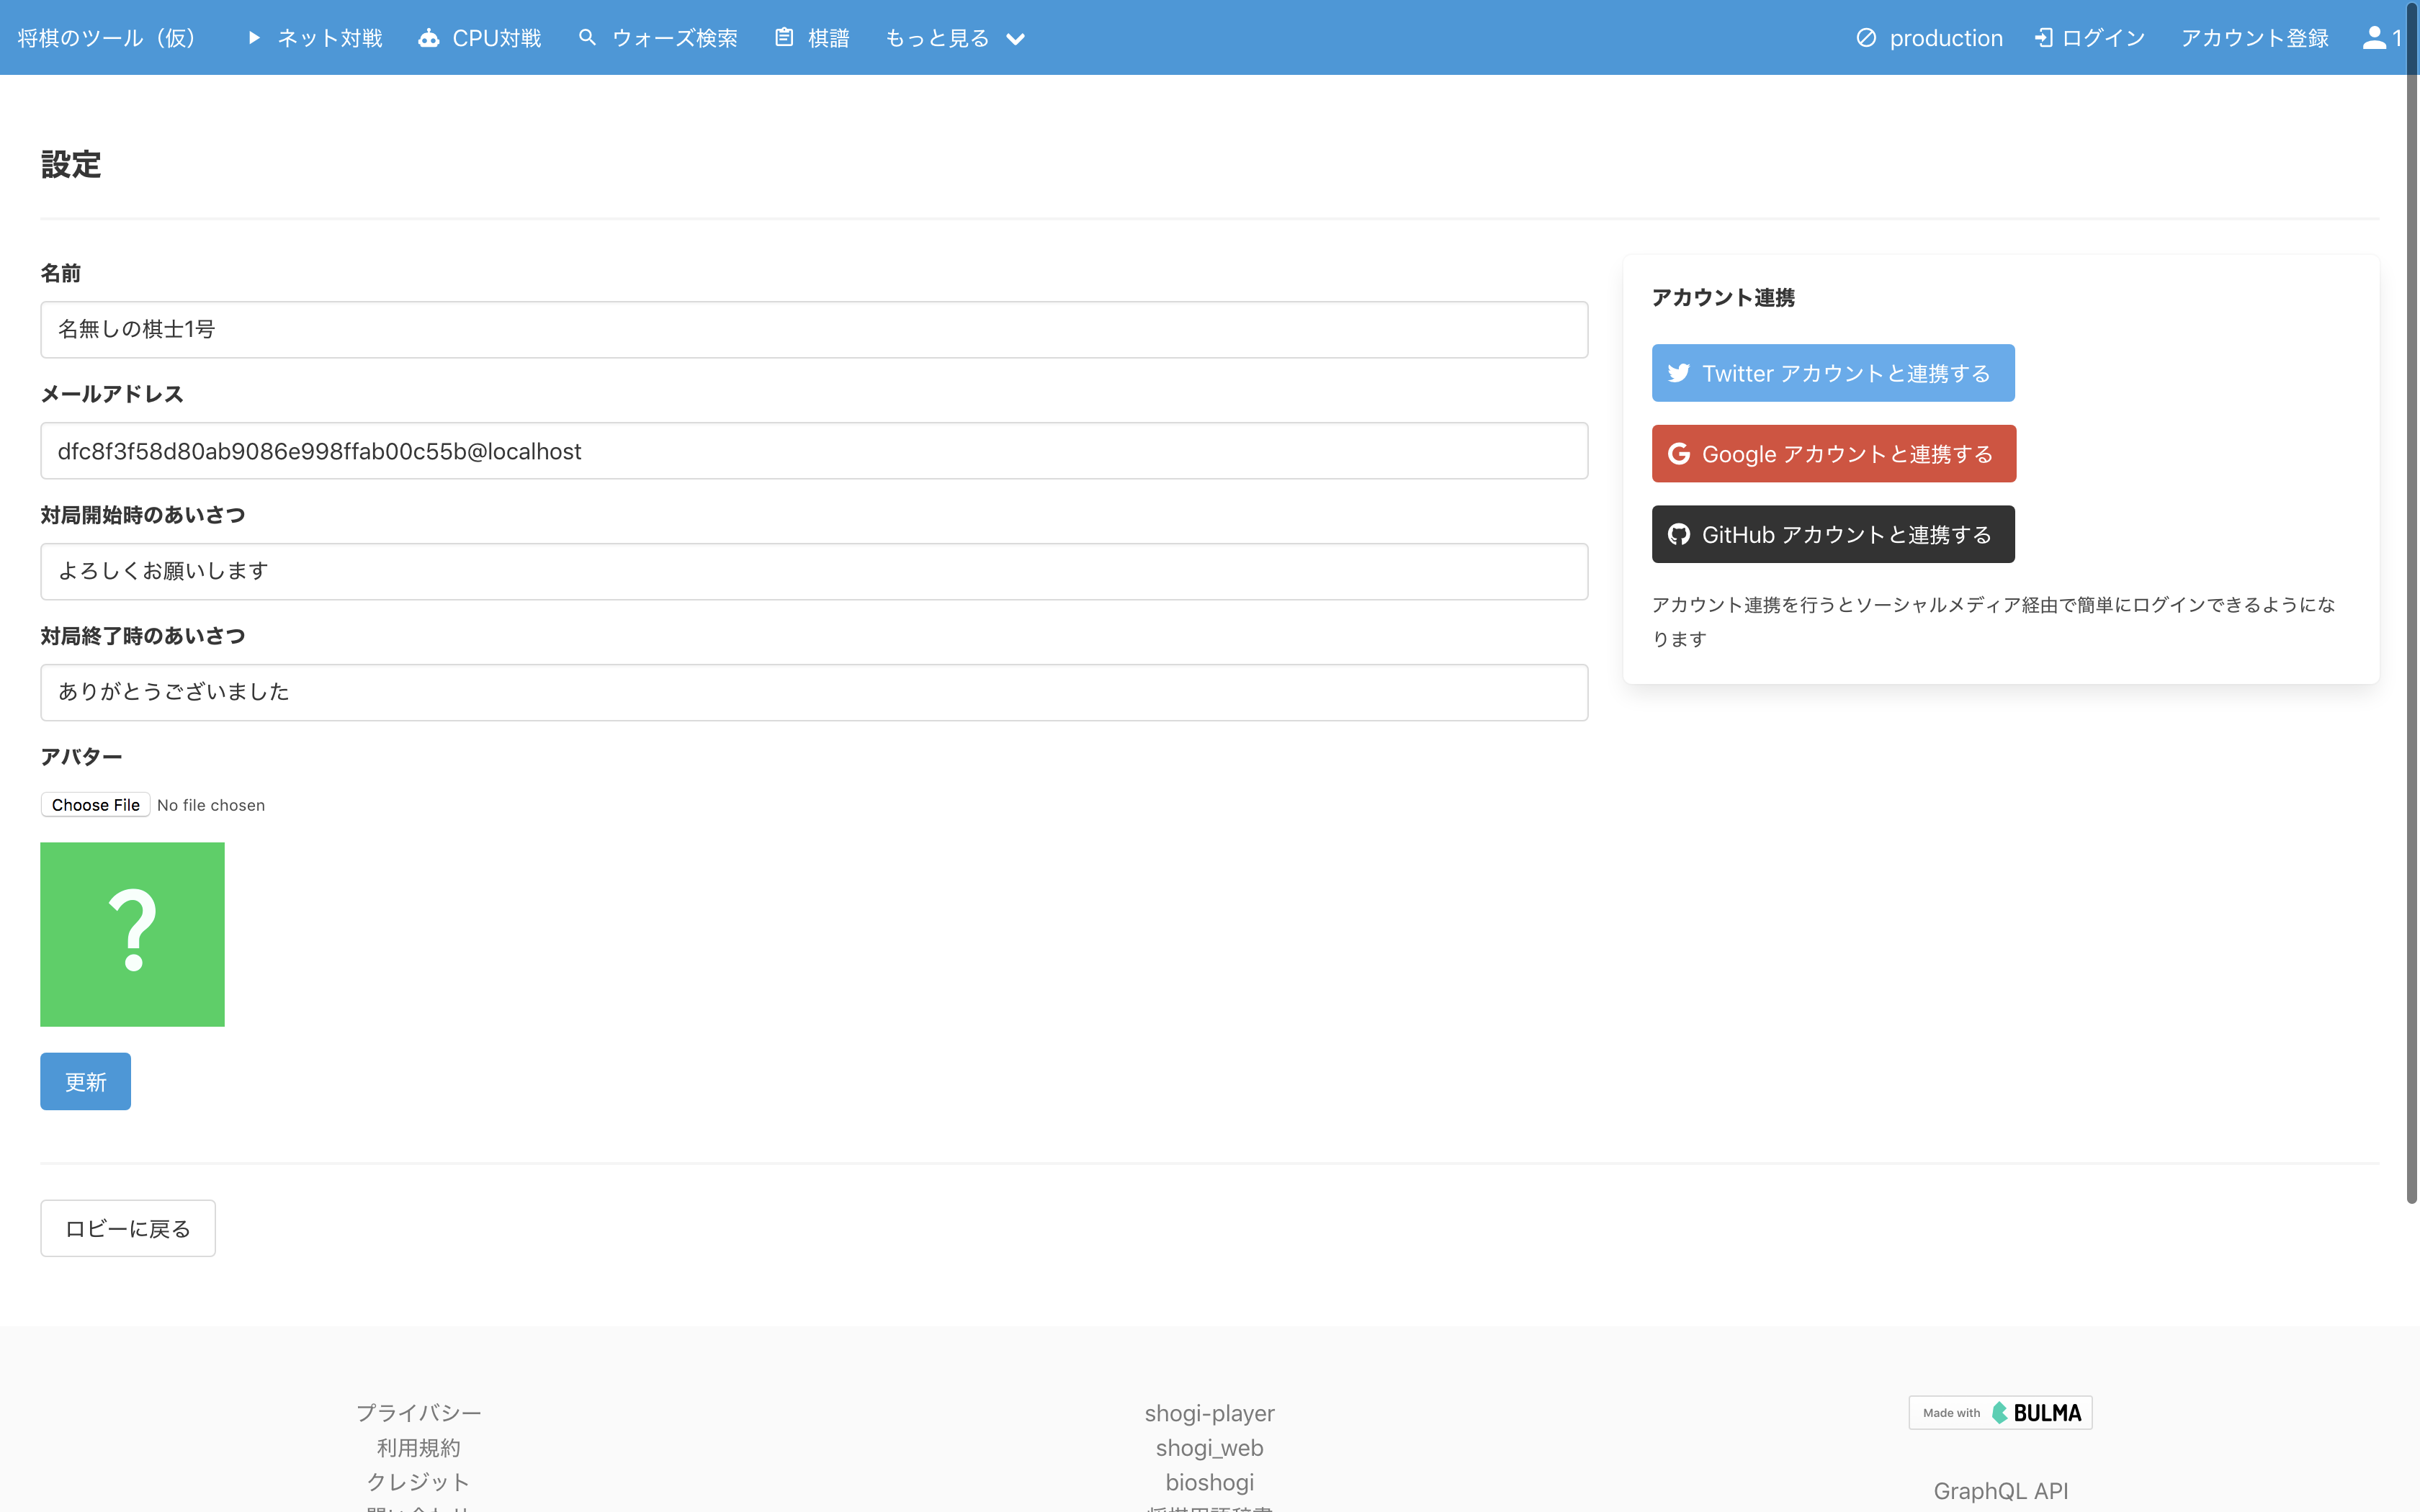 将棋のツール（仮） ネット対戦 CPU対戦 ウォーズ検索 棋譜 もっと見る production ログイン アカウント登録 1
設定
名前
名無しの棋士1号
メールアドレス
dfc8f3f58d80ab9086e998ffab00c55b@localhost
対局開始時のあいさつ
よろしくお願いします
対局終了時のあいさつ
ありがとうございました
アバター
Choose File No file chosen
?
更新
アカウント連携
Twitter アカウントと連携する
Google アカウントと連携する
GitHub アカウントと連携する
アカウント連携を行うとソーシャルメディア経由で簡単にログインできるようにな
ります
ロビーに戻る
プライバシー
利用規約
クレジット
shogi-player
shogi_web
bioshogi
Made with BULMA
GraphQL API